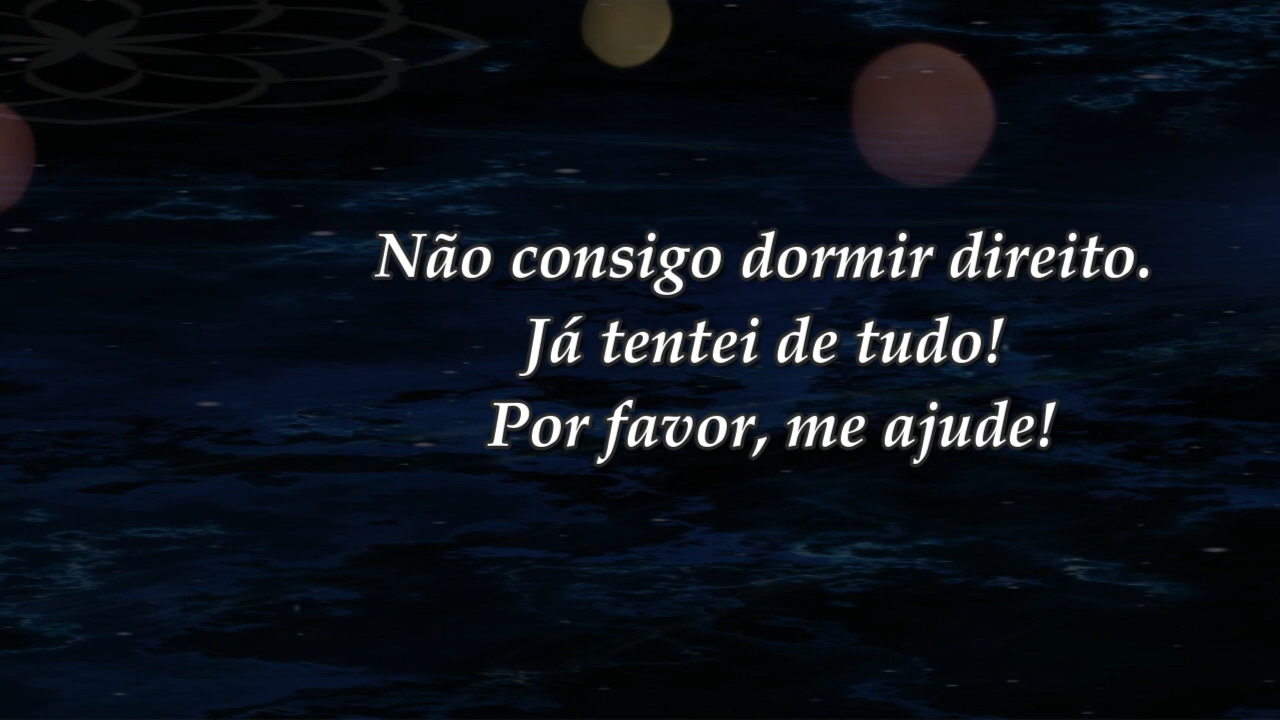 Não consigo dormir direito.
Já tentei de tudo!
Por favor, me ajude!